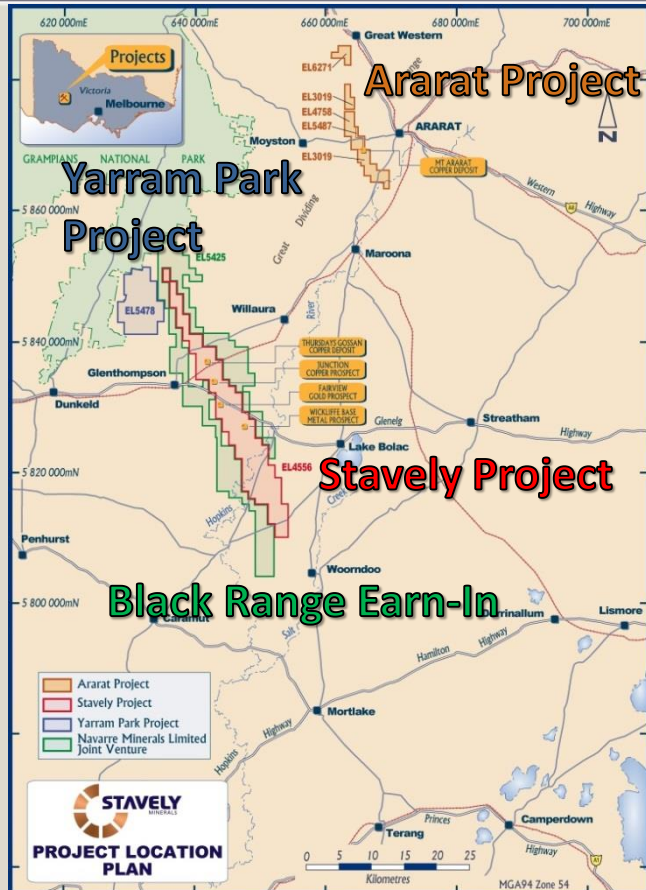 620 000mE
640 000mE
660 000mE
680 000mE
700 000mE
Projects
Victoria
Melbourne
Great Western
EL6271
Ararat Project
EL3019
EL4758
EL5487
ARARAT
N
Moyston
EL3019
MT ARARAT
COPPER DEPOSIT
GRAMPIANS NATIONAL PARK
Western Highway
A8
Yarram Park
Project
5 860 000mN
Great Dividing
Range
Maroona
EL5425
EL5478
Willaura
River
5 840 000mN
THURSDAYS GOSSAN
COPPER DEPOSIT
JUNCTION
COPPER PROSPECT
FAIRVIEW
GOLD PROSPECT
WICKLIFFE BASE
METAL PROSPECT
Glenthompson
Dunkeld
Glenelg Highway
Streatham
Lake Bolac
5 820 000mN
EL4556
Stavely Project
Creek
Hopkins
Penhurst
Woorndoo
5 800 000mN
Black Range Earn-In
Caramut
rrinallum
Lismore
Salt
Hamilton Highway
Ararat Project
Stavely Project
Yarram Park Project
Navarre Minerals Limited
Joint Venture
Mortlake
Hopkins Highway
STAVELY
MINERALS
PROJECT LOCATION
PLAN
Princes Highway
Camperdown
Terang
A1
0 5 10 15 20 25
Kilometres
MGA94 Zone 54